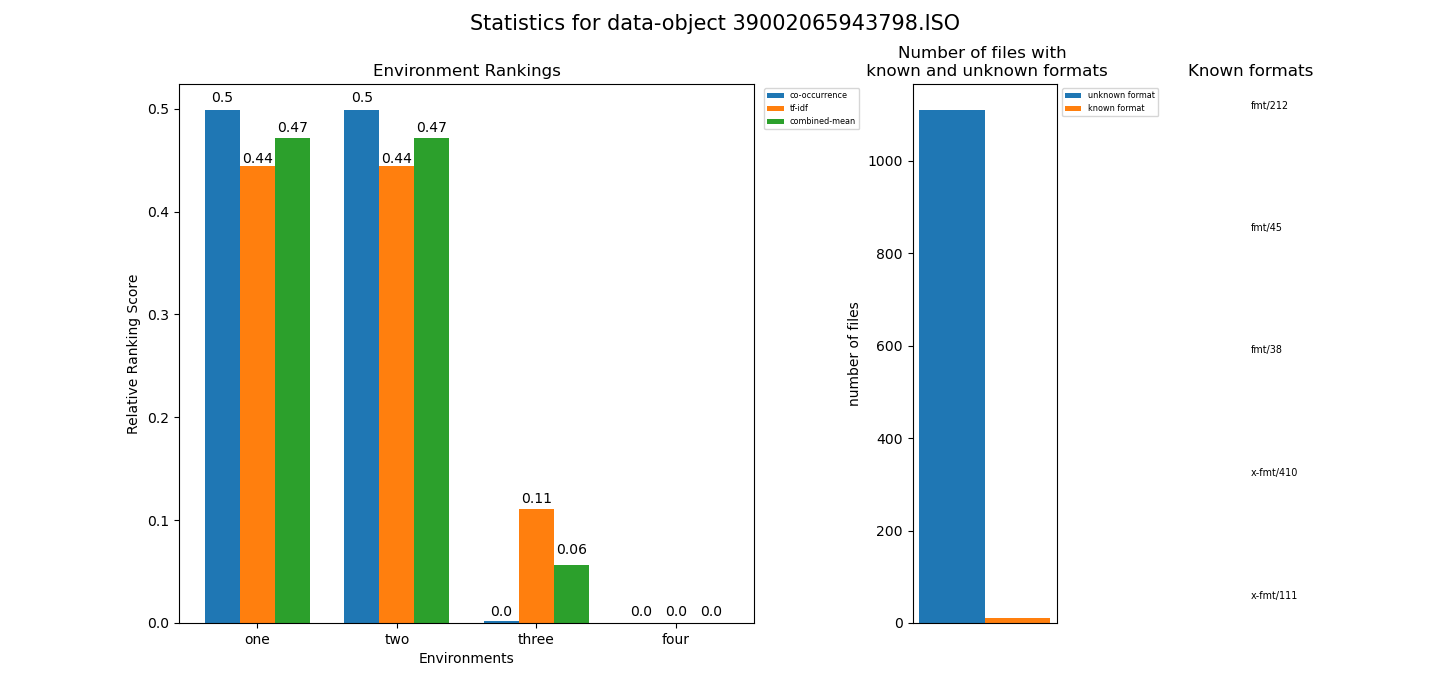 Statistics for data-object 39002065943798.ISO
Environment Rankings
Relative Ranking Score
0.5
0.4
0.3
0.2
0.1
0.0
0.5
0.44
0.47
0.5
0.44
0.47
0.0
0.11
0.06
0.0
0.0
0.0
one
two
three
four
Environments
co-occurrence
tf-idf
combined-mean
Number of files with
known and unknown formats
number of files
1000
800
600
400
200
0
unknown format
known format
Known formats
fmt/212
fmt/45
fmt/38
x-fmt/410
x-fmt/111